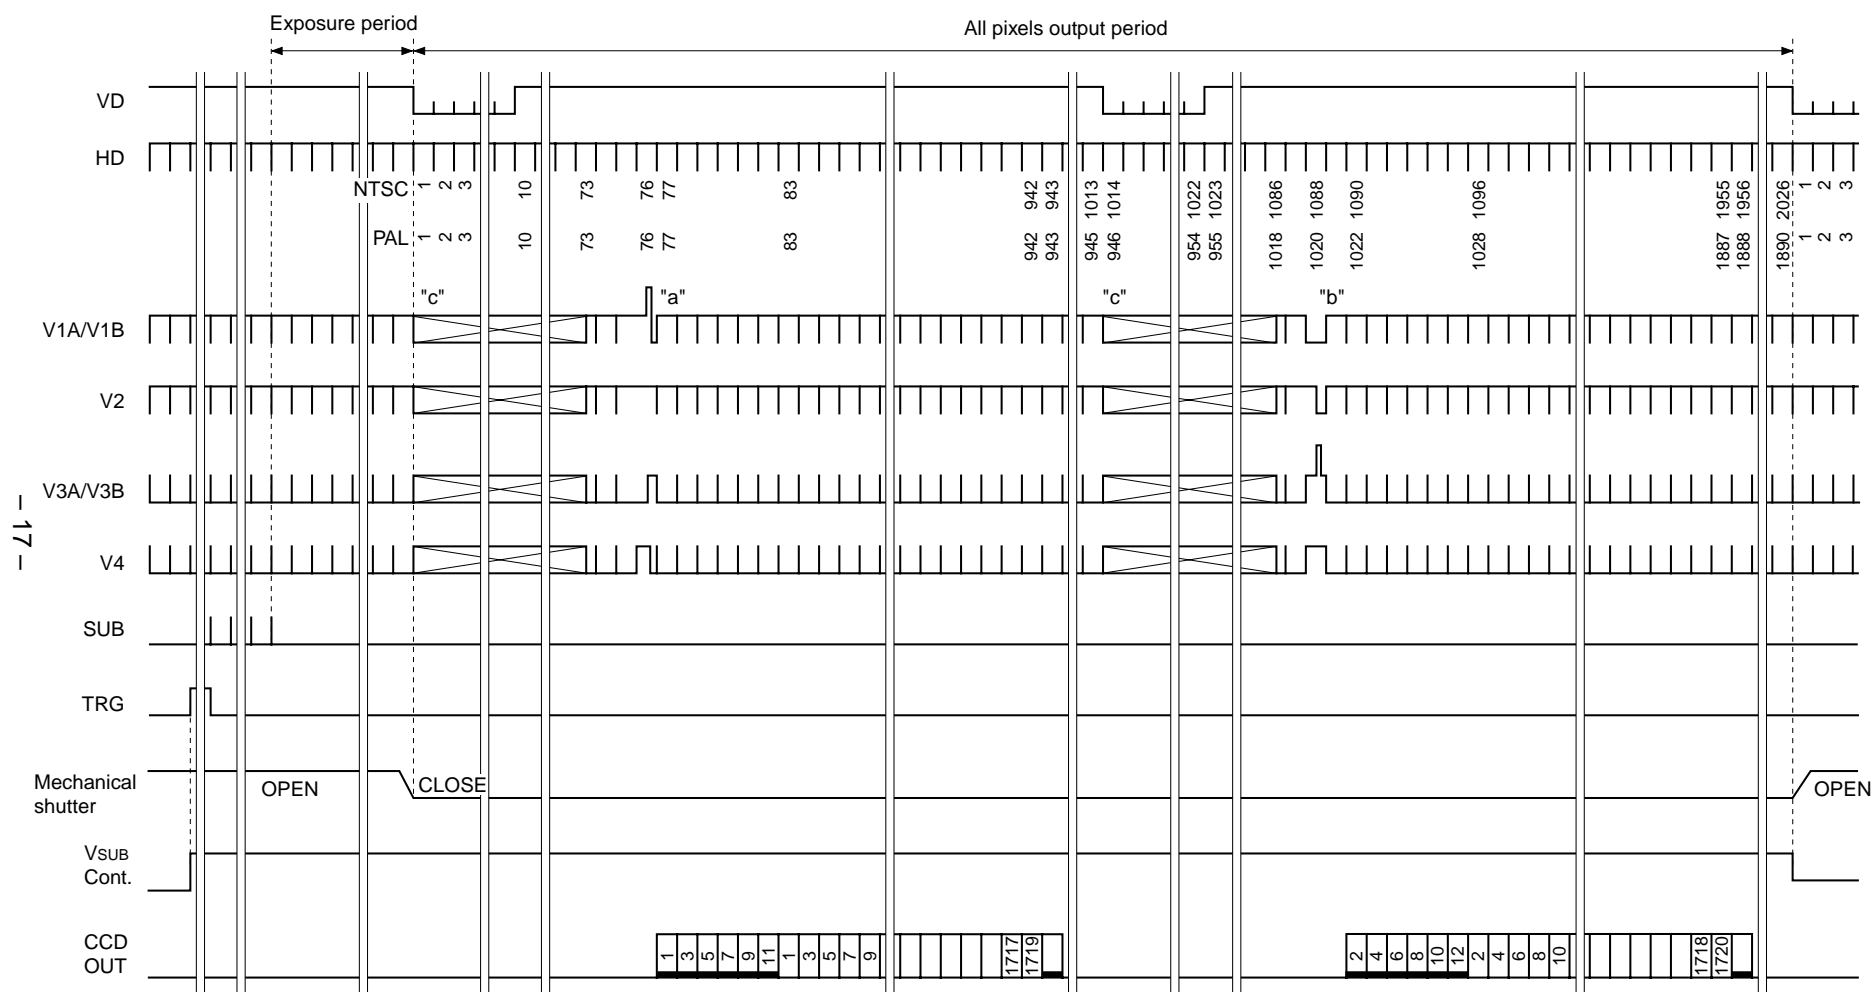 Exposure period
All pixels output period
VD
HD
NTSC 1 2 3 10 73 76 77 83 942 943 1013 1014 1022 1023 1086 1088 1090 1096 1955 1956 2026 1 2 3
PAL 1 2 3 10 73 76 77 83 942 943 945 946 954 955 1018 1020 1022 1028 1887 1888 1890 1 2 3
"c" "a" "c" "b"
V1A/V1B
V2
V3A/V3B
V4
SUB
TRG
Mechanical
shutter
OPEN CLOSE OPEN
VSUB
Cont.
CCD
OUT
1 3 5 7 9 11 1 3 5 7 9 1717 1719 2 4 6 8 10 12 2 4 6 8 10 1718 1720
– 17 –